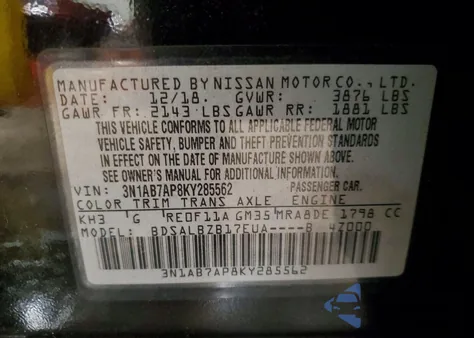 MANUFACTURED BY NISSAN MOTOR CO., LTD.
DATE: 12/18. GVWR: 3876 LBS
GAWR FR: 2143 LBS GAWR RR: 1881 LBS
THIS VEHICLE CONFORMS TO ALL APPLICABLE FEDERAL MOTOR
VEHICLE SAFETY, BUMPER AND THEFT PREVENTION STANDARDS
IN EFFECT ON THE DATE OF MANUFACTURE SHOWN ABOVE.
SEE OWNER'S MANUAL FOR ADDITIONAL INFORMATION.
VIN: 3N1AB7AP8KY285562 PASSENGER CAR.
COLOR TRIM TRANS AXLE ENGINE
KH3 G RE0F11A GM35 MRA8DE 1798 CC
MODEL: BDSALBZB17EUA----B 4Z000
3N1AB7AP8KY285562